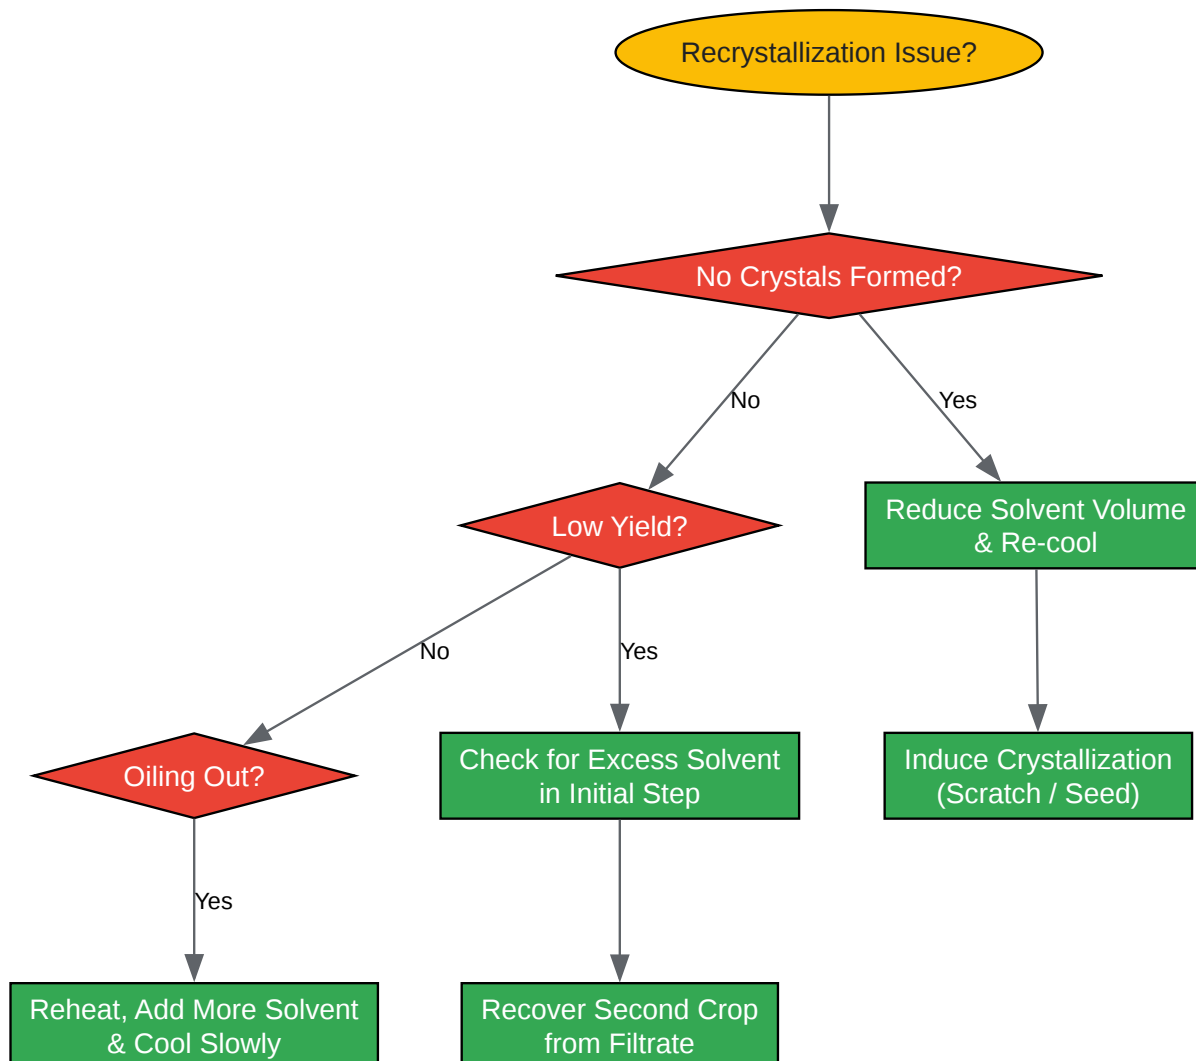 Recrystallization Issue?
No Crystals Formed?
No
Yes
Low Yield?
Reduce Solvent Volume
& Re-cool
No
Yes
Oiling Out?
Check for Excess Solvent
in Initial Step
Induce Crystallization
(Scratch / Seed)
Yes
Reheat, Add More Solvent
& Cool Slowly
Recover Second Crop
from Filtrate